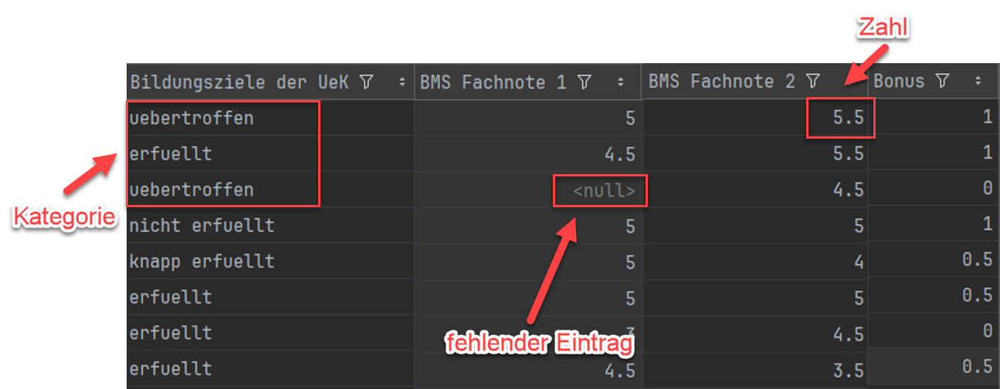 Zahl
Bildungsziele der UeK BMS Fachnote 1 BMS Fachnote 2 Bonus
uebertroffen 5 5.5 1
erfuellt 4.5 5.5 1
uebertroffen <null> 4.5 0
Kategorie
nicht erfuellt 5 5 1
knapp erfuellt 5 4 0.5
erfuellt 5 5 0.5
erfuellt 3 4.5 0
fehlender Eintrag
erfuellt 4.5 3.5 0.5